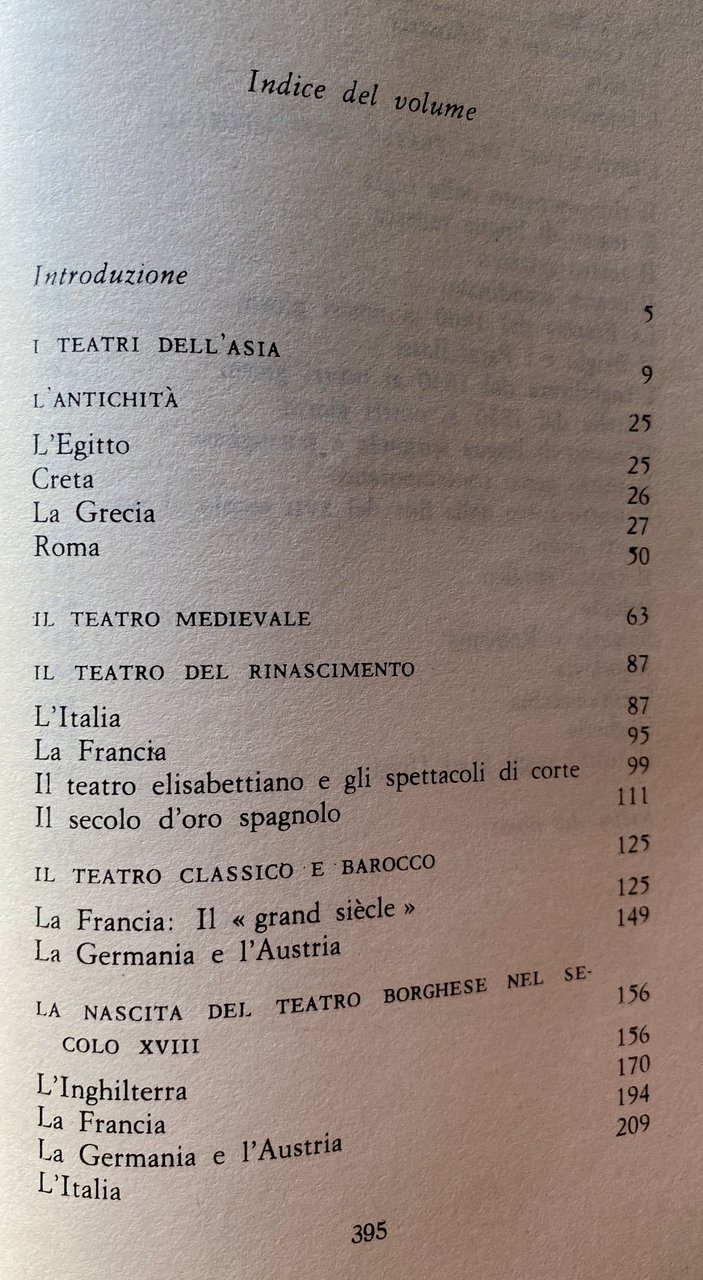 Indice del volume
Introduzione 5
I TEATRI DELL'ASIA 9
L'ANTICHITÀ 25
L'Egitto 25
Creta 26
La Grecia 27
Roma 50
IL TEATRO MEDIEVALE 63
IL TEATRO DEL RINASCIMENTO 87
L'Italia 87
La Francia 95
Il teatro elisabettiano e gli spettacoli di corte 99
Il secolo d'oro spagnolo 111
IL TEATRO CLASSICO E BAROCCO 125
La Francia: Il « grand siècle » 125
La Germania e l'Austria 149
LA NASCITA DEL TEATRO BORGHESE NEL SE-
COLO XVIII 156
L'Inghilterra 156
La Francia 170
La Germania e l'Austria 194
L'Italia 209
395